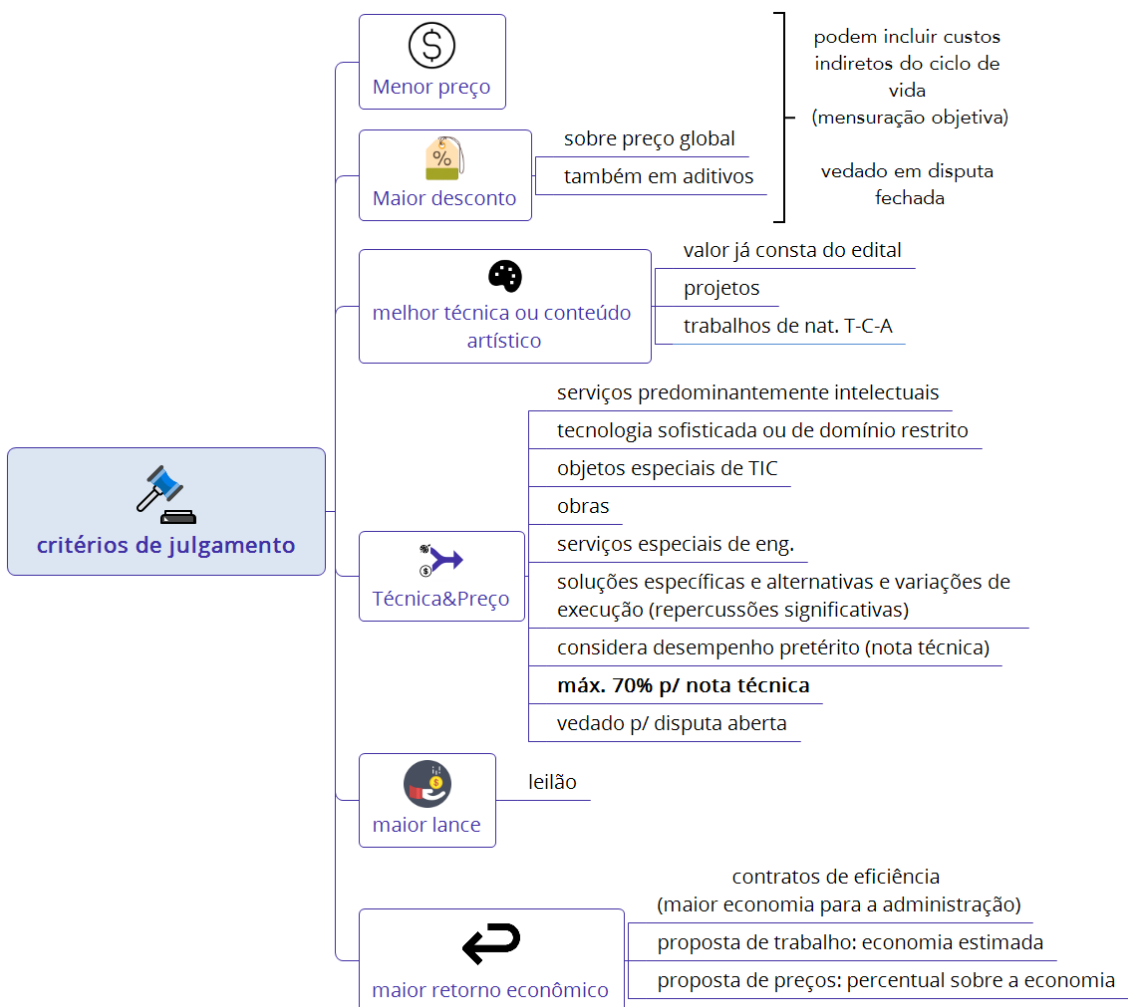 critérios de julgamento
$
Menor preço
%
Maior desconto
sobre preço global
também em aditivos
podem incluir custos
indiretos do ciclo de
vida
(mensuração objetiva)
vedado em disputa
fechada
melhor técnica ou conteúdo
artístico
valor já consta do edital
projetos
trabalhos de nat. T-C-A
$
Técnica&Preço
serviços predominantemente intelectuais
tecnologia sofisticada ou de domínio restrito
objetos especiais de TIC
obras
serviços especiais de eng.
soluções específicas e alternativas e variações de
execução (repercussões significativas)
considera desempenho pretérito (nota técnica)
máx. 70% p/ nota técnica
vedado p/ disputa aberta
$
maior lance
leilão
maior retorno econômico
contratos de eficiência
(maior economia para a administração)
proposta de trabalho: economia estimada
proposta de preços: percentual sobre a economia